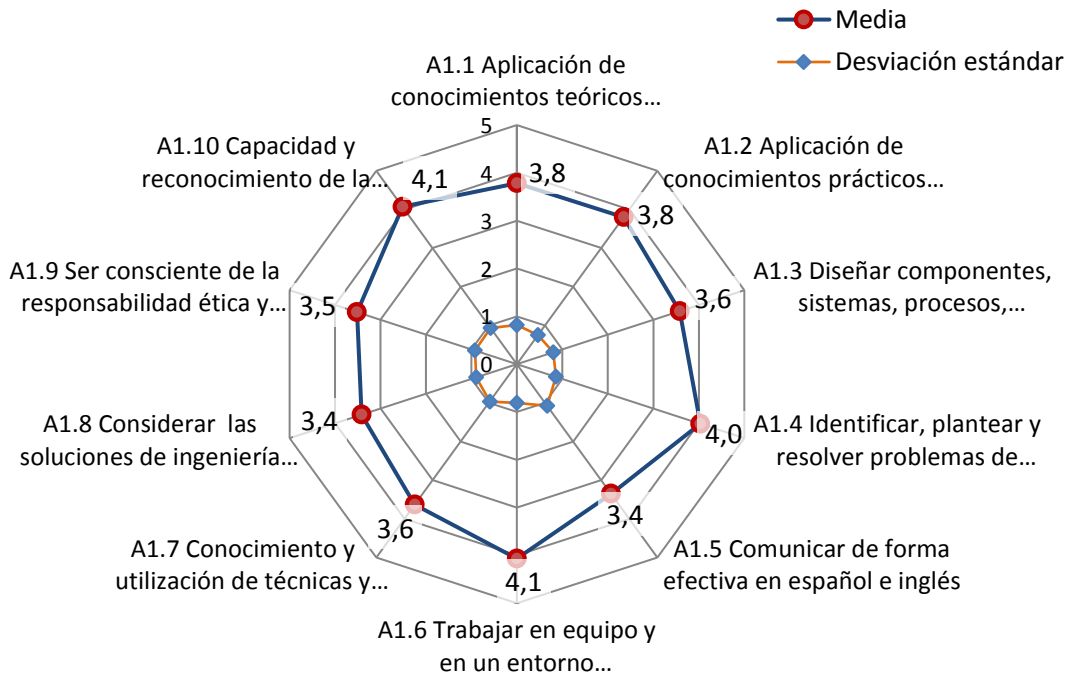 Media
Desviación estándar
A1.1 Aplicación de
conocimientos teóricos...
A1.2 Aplicación de
conocimientos prácticos...
A1.3 Diseñar componentes,
sistemas, procesos,...
A1.4 Identificar, plantear y
resolver problemas de...
A1.5 Comunicar de forma
efectiva en español e inglés
A1.6 Trabajar en equipo y
en un entorno...
A1.7 Conocimiento y
utilización de técnicas y...
A1.8 Considerar las
soluciones de ingeniería...
A1.9 Ser consciente de la
responsabilidad ética y...
A1.10 Capacidad y
reconocimiento de la...
5
4
3
2
1
0
3,8
3,8
3,6
4,0
3,4
4,1
3,6
3,4
3,5
4,1